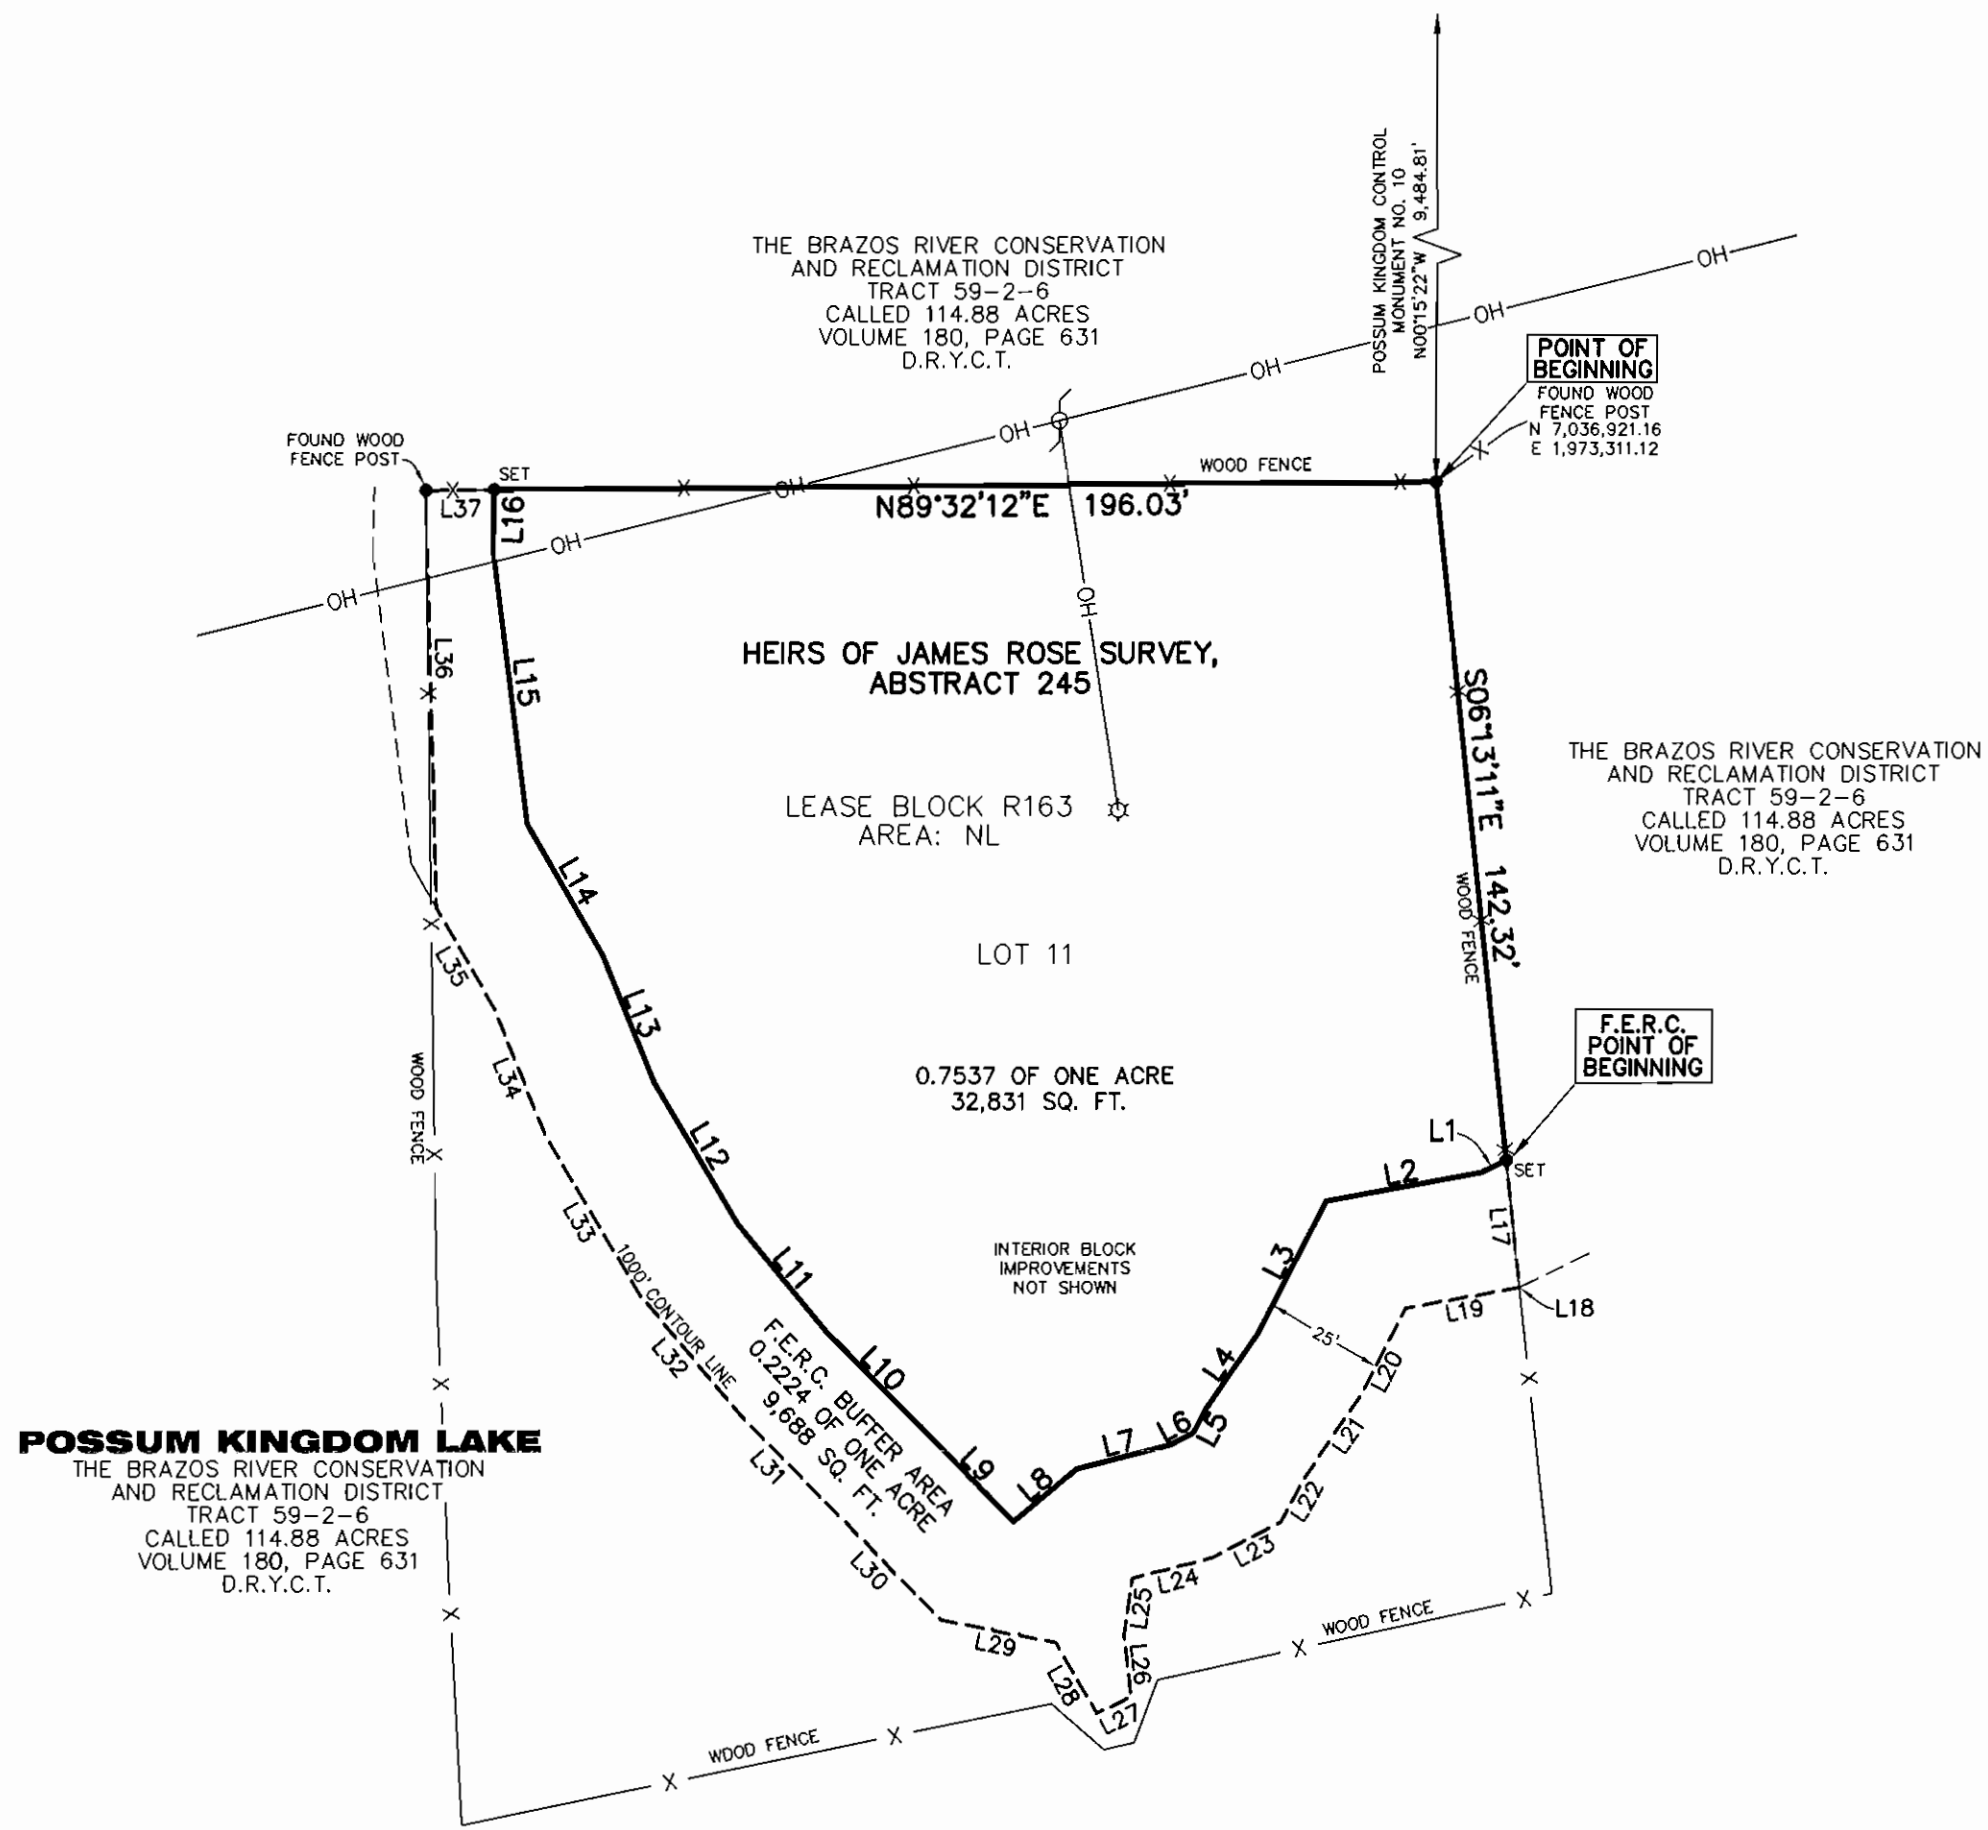 POSSUM KINGDOM CONTROL
MONUMENT NO. 10
N00°15'22"W 9,484.81'
THE BRAZOS RIVER CONSERVATION
AND RECLAMATION DISTRICT
TRACT 59-2-6
CALLED 114.88 ACRES
VOLUME 180, PAGE 631
D.R.Y.C.T.
OH
OH
OH
OH
OH
OH
OH
OH
POINT OF
BEGINNING
FOUND WOOD
FENCE POST
N 7,036,921.16
E 1,973,311.12
FOUND WOOD
FENCE POST
SET
WOOD FENCE
L37
L16
N89°32'12"E 196.03'
HEIRS OF JAMES ROSE SURVEY,
ABSTRACT 245
L36
L15
S06°13'11"E 142.32'
WOOD FENCE
THE BRAZOS RIVER CONSERVATION
AND RECLAMATION DISTRICT
TRACT 59-2-6
CALLED 114.88 ACRES
VOLUME 180, PAGE 631
D.R.Y.C.T.
LEASE BLOCK R163
AREA: NL
L14
LOT 11
L35
L13
F.E.R.C.
POINT OF
BEGINNING
0.7537 OF ONE ACRE
32,831 SQ. FT.
WOOD FENCE
L34
L12
L1
L2
SET
L17
L33
L3
INTERIOR BLOCK
IMPROVEMENTS
NOT SHOWN
L11
1000' CONTOUR LINE
L32
L19
L18
25'
L4
L20
L10
F.E.R.C. BUFFER AREA
0.2224 OF ONE ACRE
9,688 SQ. FT.
L5
L6
L7
L21
L9
L8
L31
L22
POSSUM KINGDOM LAKE
THE BRAZOS RIVER CONSERVATION
AND RECLAMATION DISTRICT
TRACT 59-2-6
CALLED 114.88 ACRES
VOLUME 180, PAGE 631
D.R.Y.C.T.
L30
L23
L24
L25
L29
L26
L28
L27
WOOD FENCE
WOOD FENCE